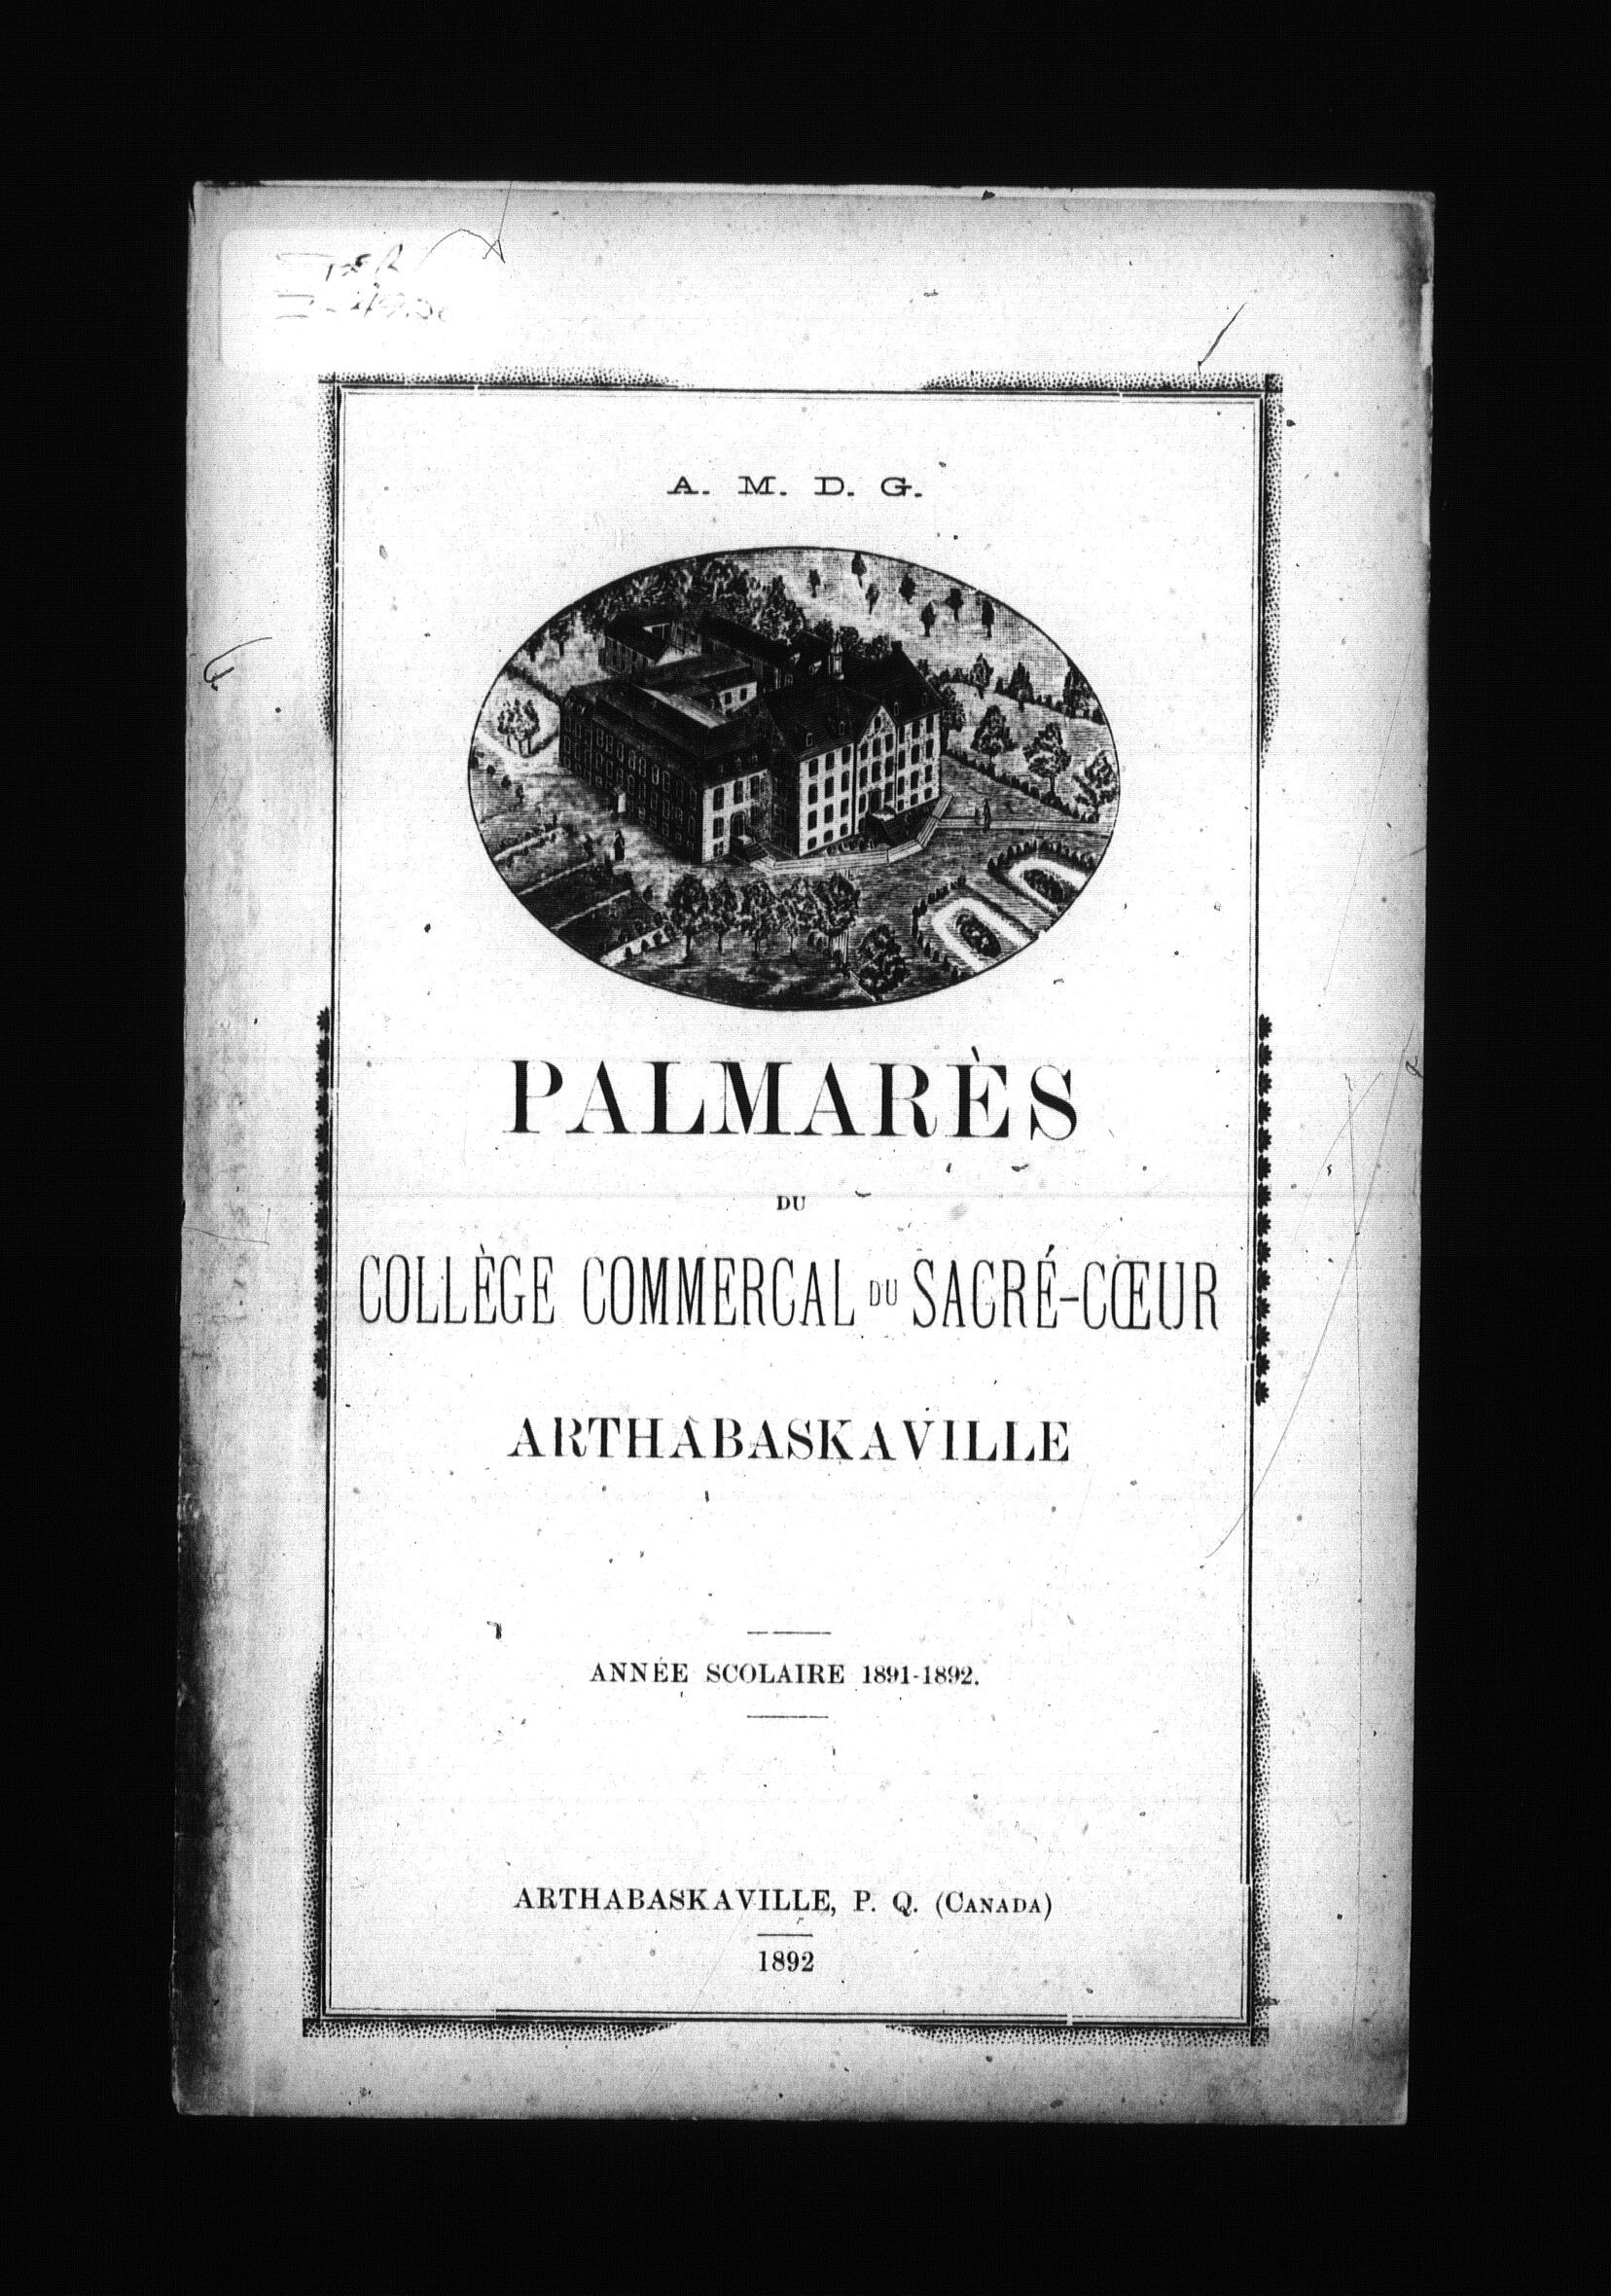 A. M. D. G.
PALMARÈS
DU
COLLÈGE COMMERCAL DU SACRÉ-CŒUR
ARTHABASKAVILLE
ANNÉE SCOLAIRE 1891-1892.
ARTHABASKAVILLE, P. Q. (CANADA)
1892